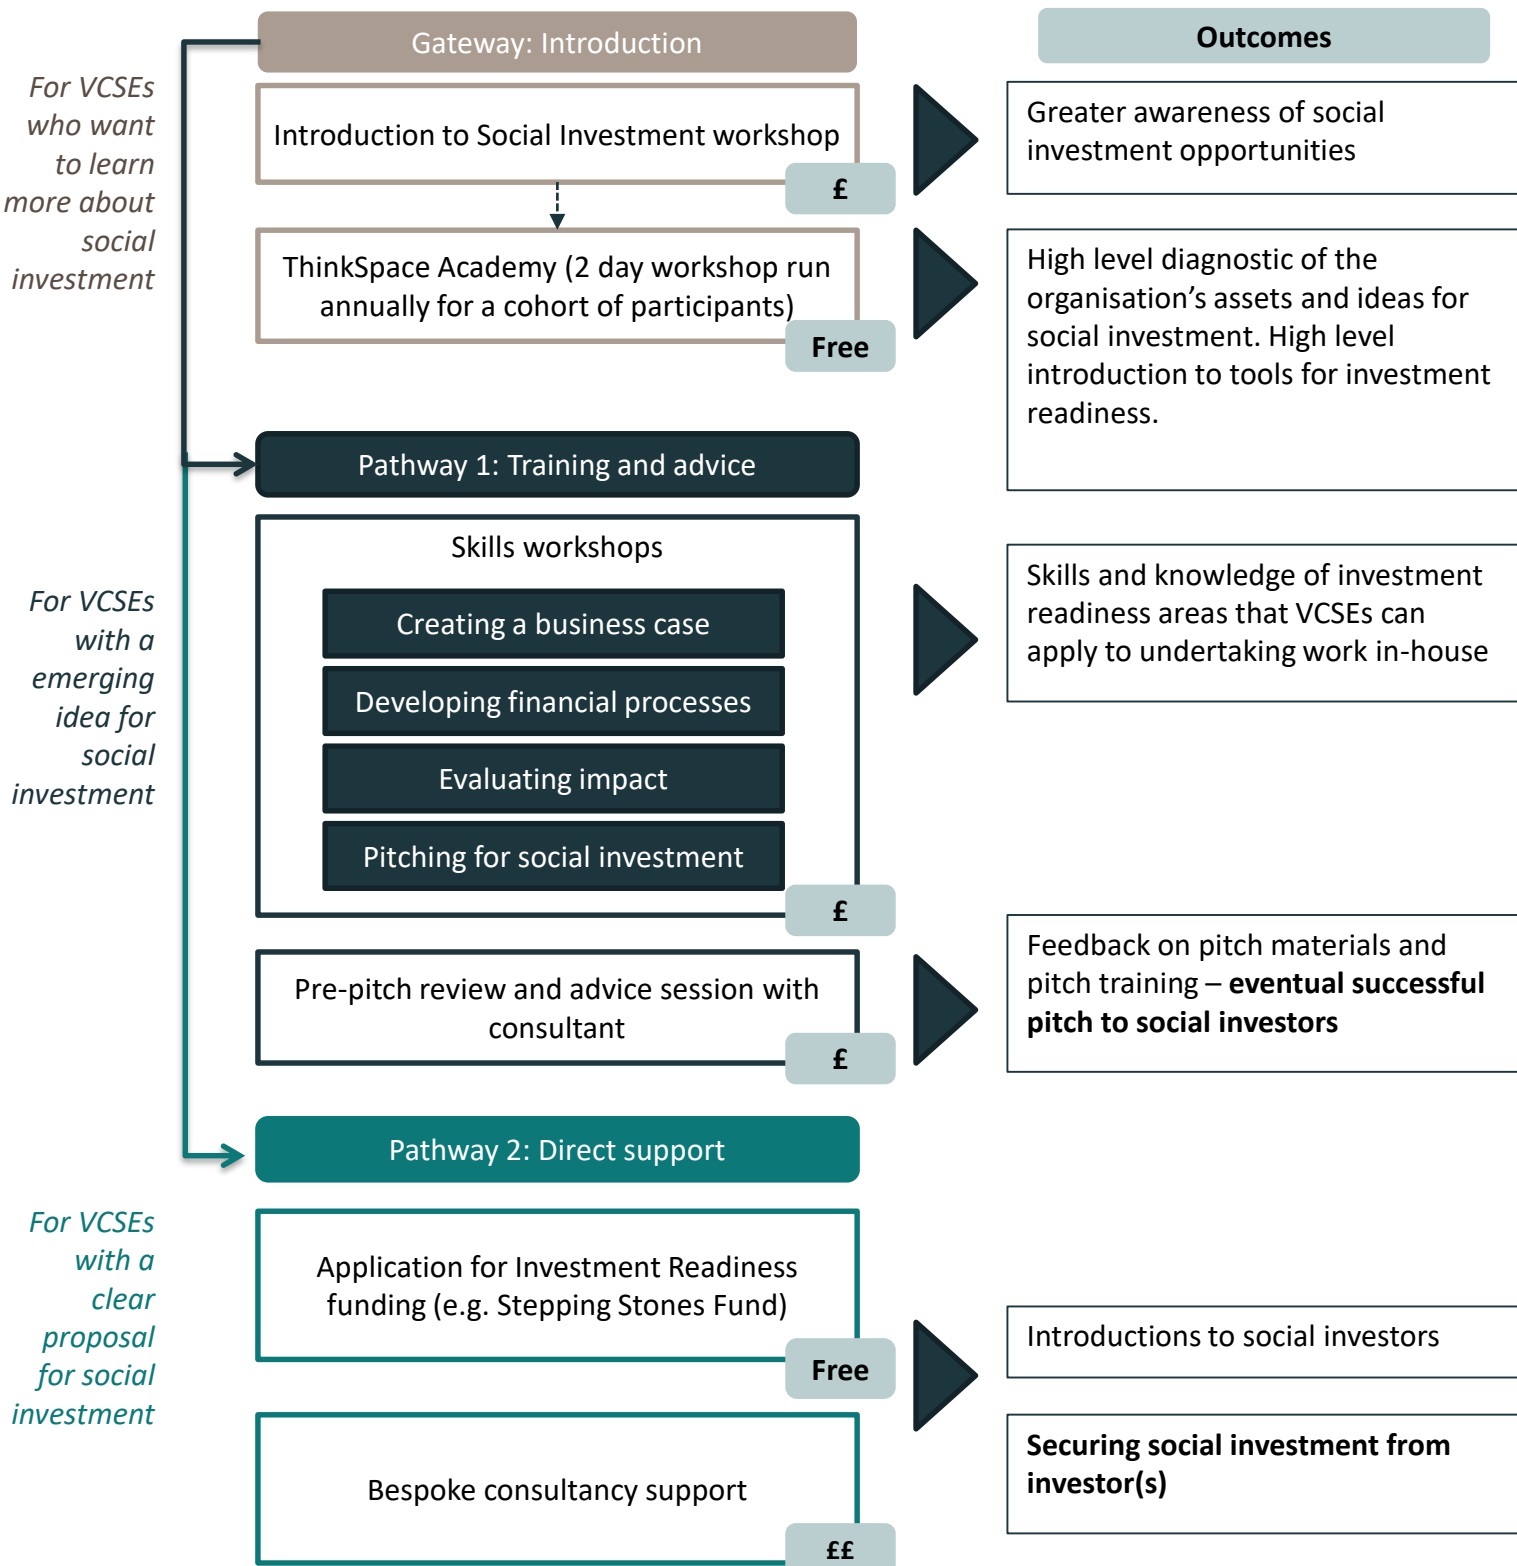 Gateway: Introduction
Outcomes
For VCSEs
who want
to learn
more about
social
investment
Introduction to Social Investment workshop
£
Greater awareness of social
investment opportunities
ThinkSpace Academy (2 day workshop run
annually for a cohort of participants)
Free
High level diagnostic of the
organisation’s assets and ideas for
social investment. High level
introduction to tools for investment
readiness.
Pathway 1: Training and advice
For VCSEs
with a
emerging
idea for
social
investment
Skills workshops
Creating a business case
Developing financial processes
Evaluating impact
Pitching for social investment
£
Skills and knowledge of investment
readiness areas that VCSEs can
apply to undertaking work in-house
Pre-pitch review and advice session with
consultant
£
Feedback on pitch materials and
pitch training – eventual successful
pitch to social investors
Pathway 2: Direct support
For VCSEs
with a
clear
proposal
for social
investment
Application for Investment Readiness
funding (e.g. Stepping Stones Fund)
Free
Introductions to social investors
Bespoke consultancy support
££
Securing social investment from
investor(s)